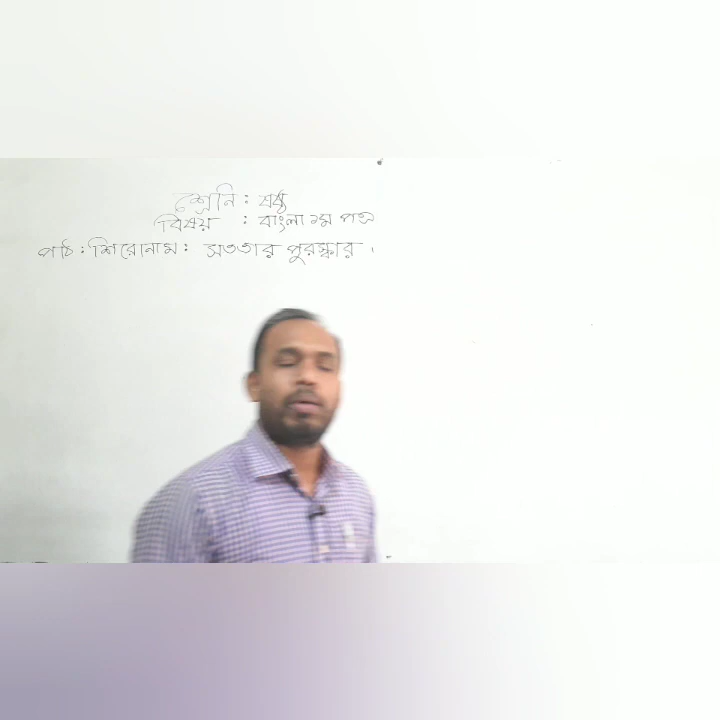 শ্রেনি : ষষ্ঠ
বিষয় : বাংলা ১ম পত্র
পাঠ : শিরোনাম : সততার পুরস্কার ।